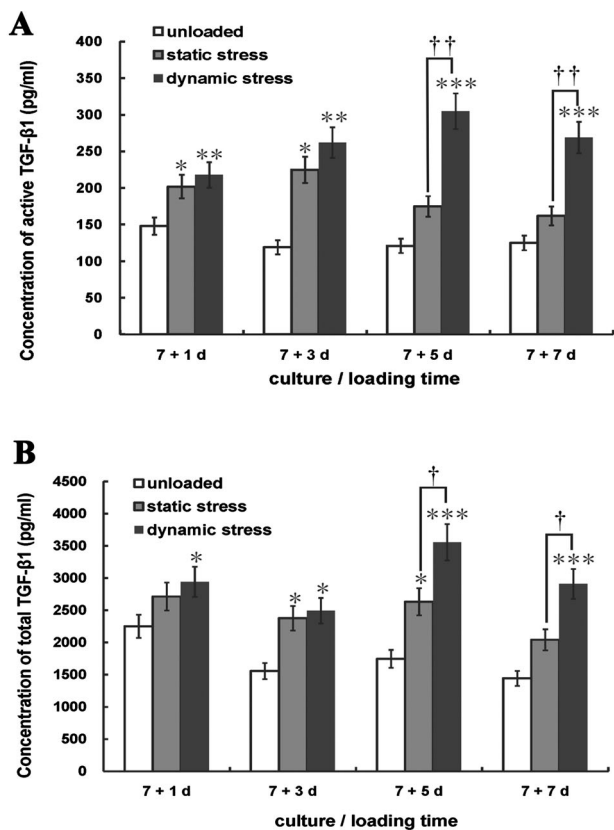 A
Concentration of active TGF-β1 (pg/ml)
400
350
300
250
200
150
100
50
0
unloaded
static stress
dynamic stress
* ** * ** †† *** †† ***
7 + 1 d 7 + 3 d 7 + 5 d 7 + 7 d
culture / loading time
B
Concentration of total TGF-β1 (pg/ml)
4500
4000
3500
3000
2500
2000
1500
1000
500
0
unloaded
static stress
dynamic stress
* * * * † *** † ***
7 + 1 d 7 + 3 d 7 + 5 d 7 + 7 d
culture / loading time